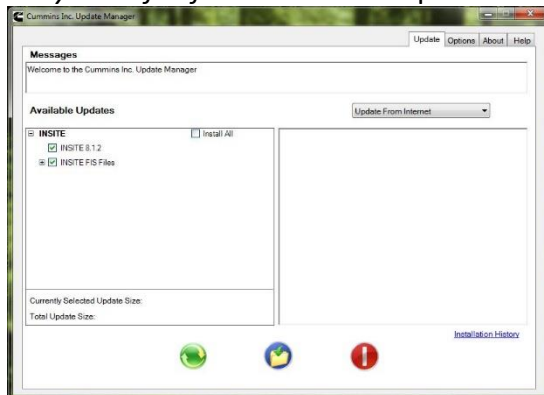 Cummins Inc. Update Manager
Update Options About Help
Messages
Welcome to the Cummins Inc. Update Manager
Available Updates
Update From Internet
INSITE
Install All
INSITE 8.1.2
INSITE FIS Files
Currently Selected Update Size:
Total Update Size:
Installation History